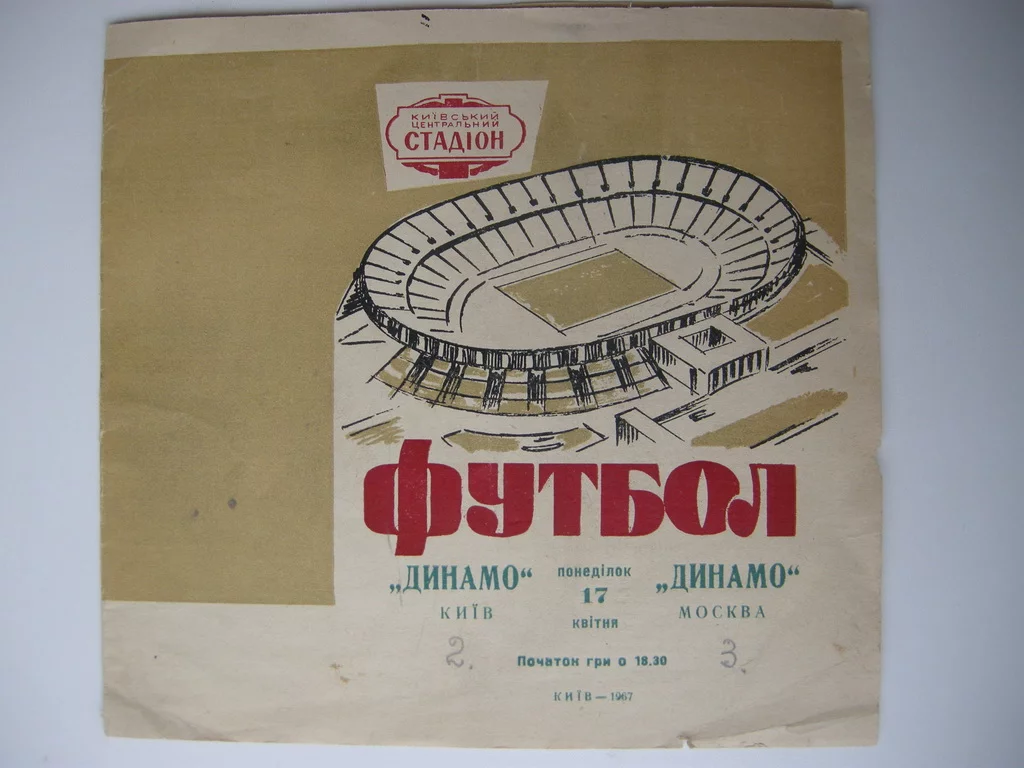 КИЇВСЬКИЙ
ЦЕНТРАЛЬНИЙ
СТАДІОН
ФУТБОЛ
„ДИНАМО“ понеділок „ДИНАМО“
КИЇВ 17 МОСКВА
квітня
2. Початок гри о 18.30 3.
КИЇВ — 1967